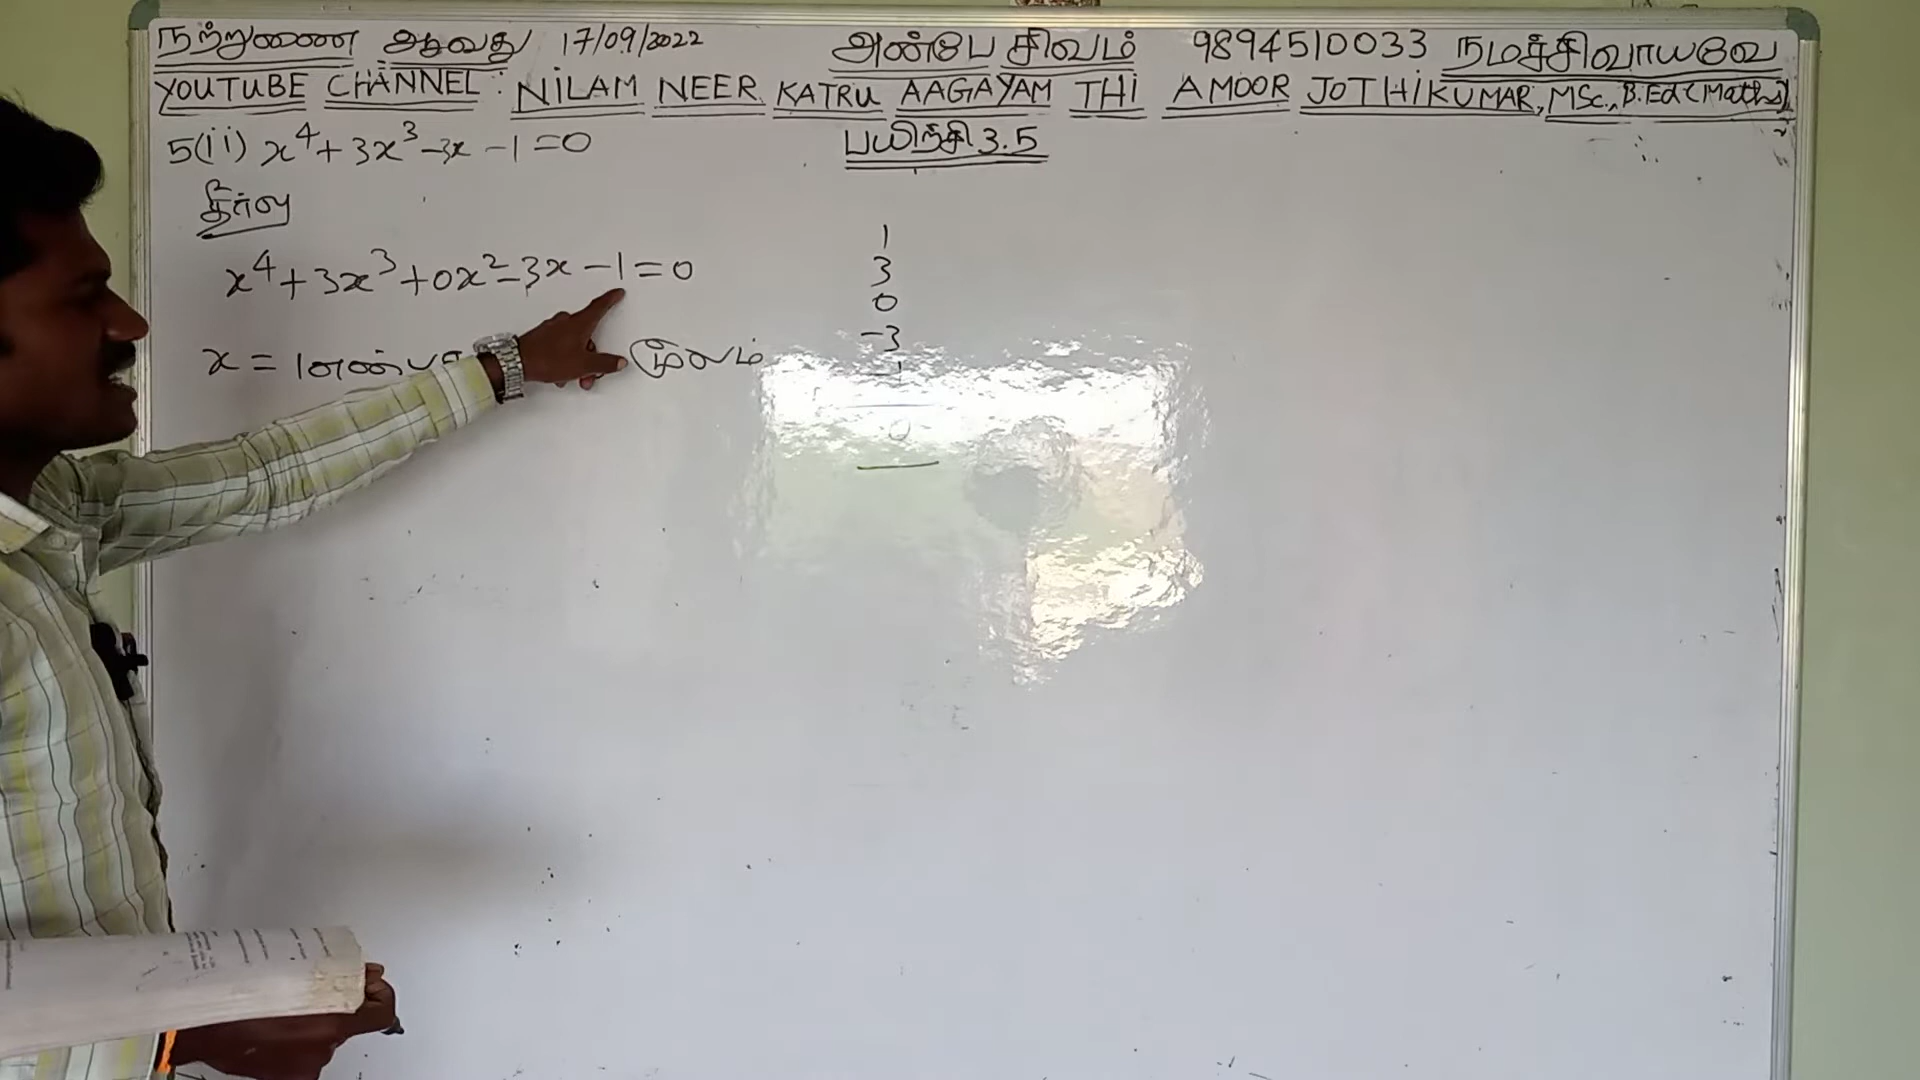 நற்றுணை ஆவது 17/09/2022 அன்பே சிவம் 9894510033 நமச்சிவாயவே
YOUTUBE CHANNEL: NILAM NEER KATRU AAGAYAM THI AMOOR JOTHIKUMAR, MSc., B.Ed (Maths)
5(ii) x⁴+3x³-3x-1=0 பயிற்சி 3.5
தீர்வு
x⁴+3x³+0x²-3x-1=0
x = 1 என்ப மூலம்
1
3
0
-3
-1
0